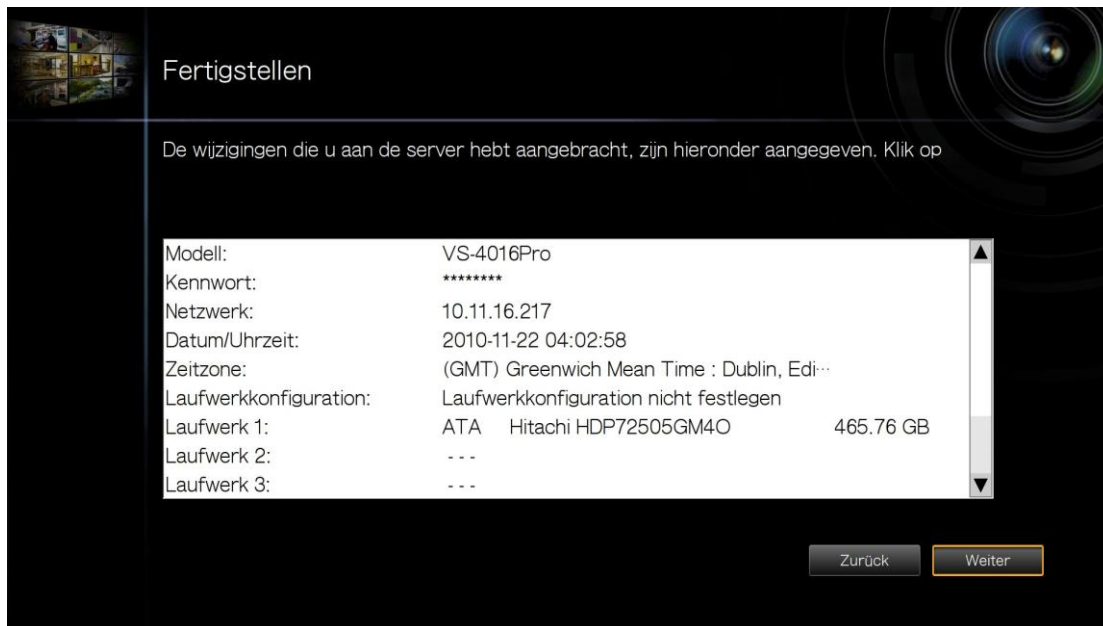 Fertigstellen
De wijzigingen die u aan de server hebt aangebracht, zijn hieronder aangegeven. Klik op
Modell: VS-4016Pro
Kennwort: ********
Netzwerk: 10.11.16.217
Datum/Uhrzeit: 2010-11-22 04:02:58
Zeitzone: (GMT) Greenwich Mean Time : Dublin, Edi···
Laufwerkkonfiguration: Laufwerkkonfiguration nicht festlegen
Laufwerk 1: ATA Hitachi HDP72505GM4O 465.76 GB
Laufwerk 2: - - -
Laufwerk 3: - - -
Zurück Weiter